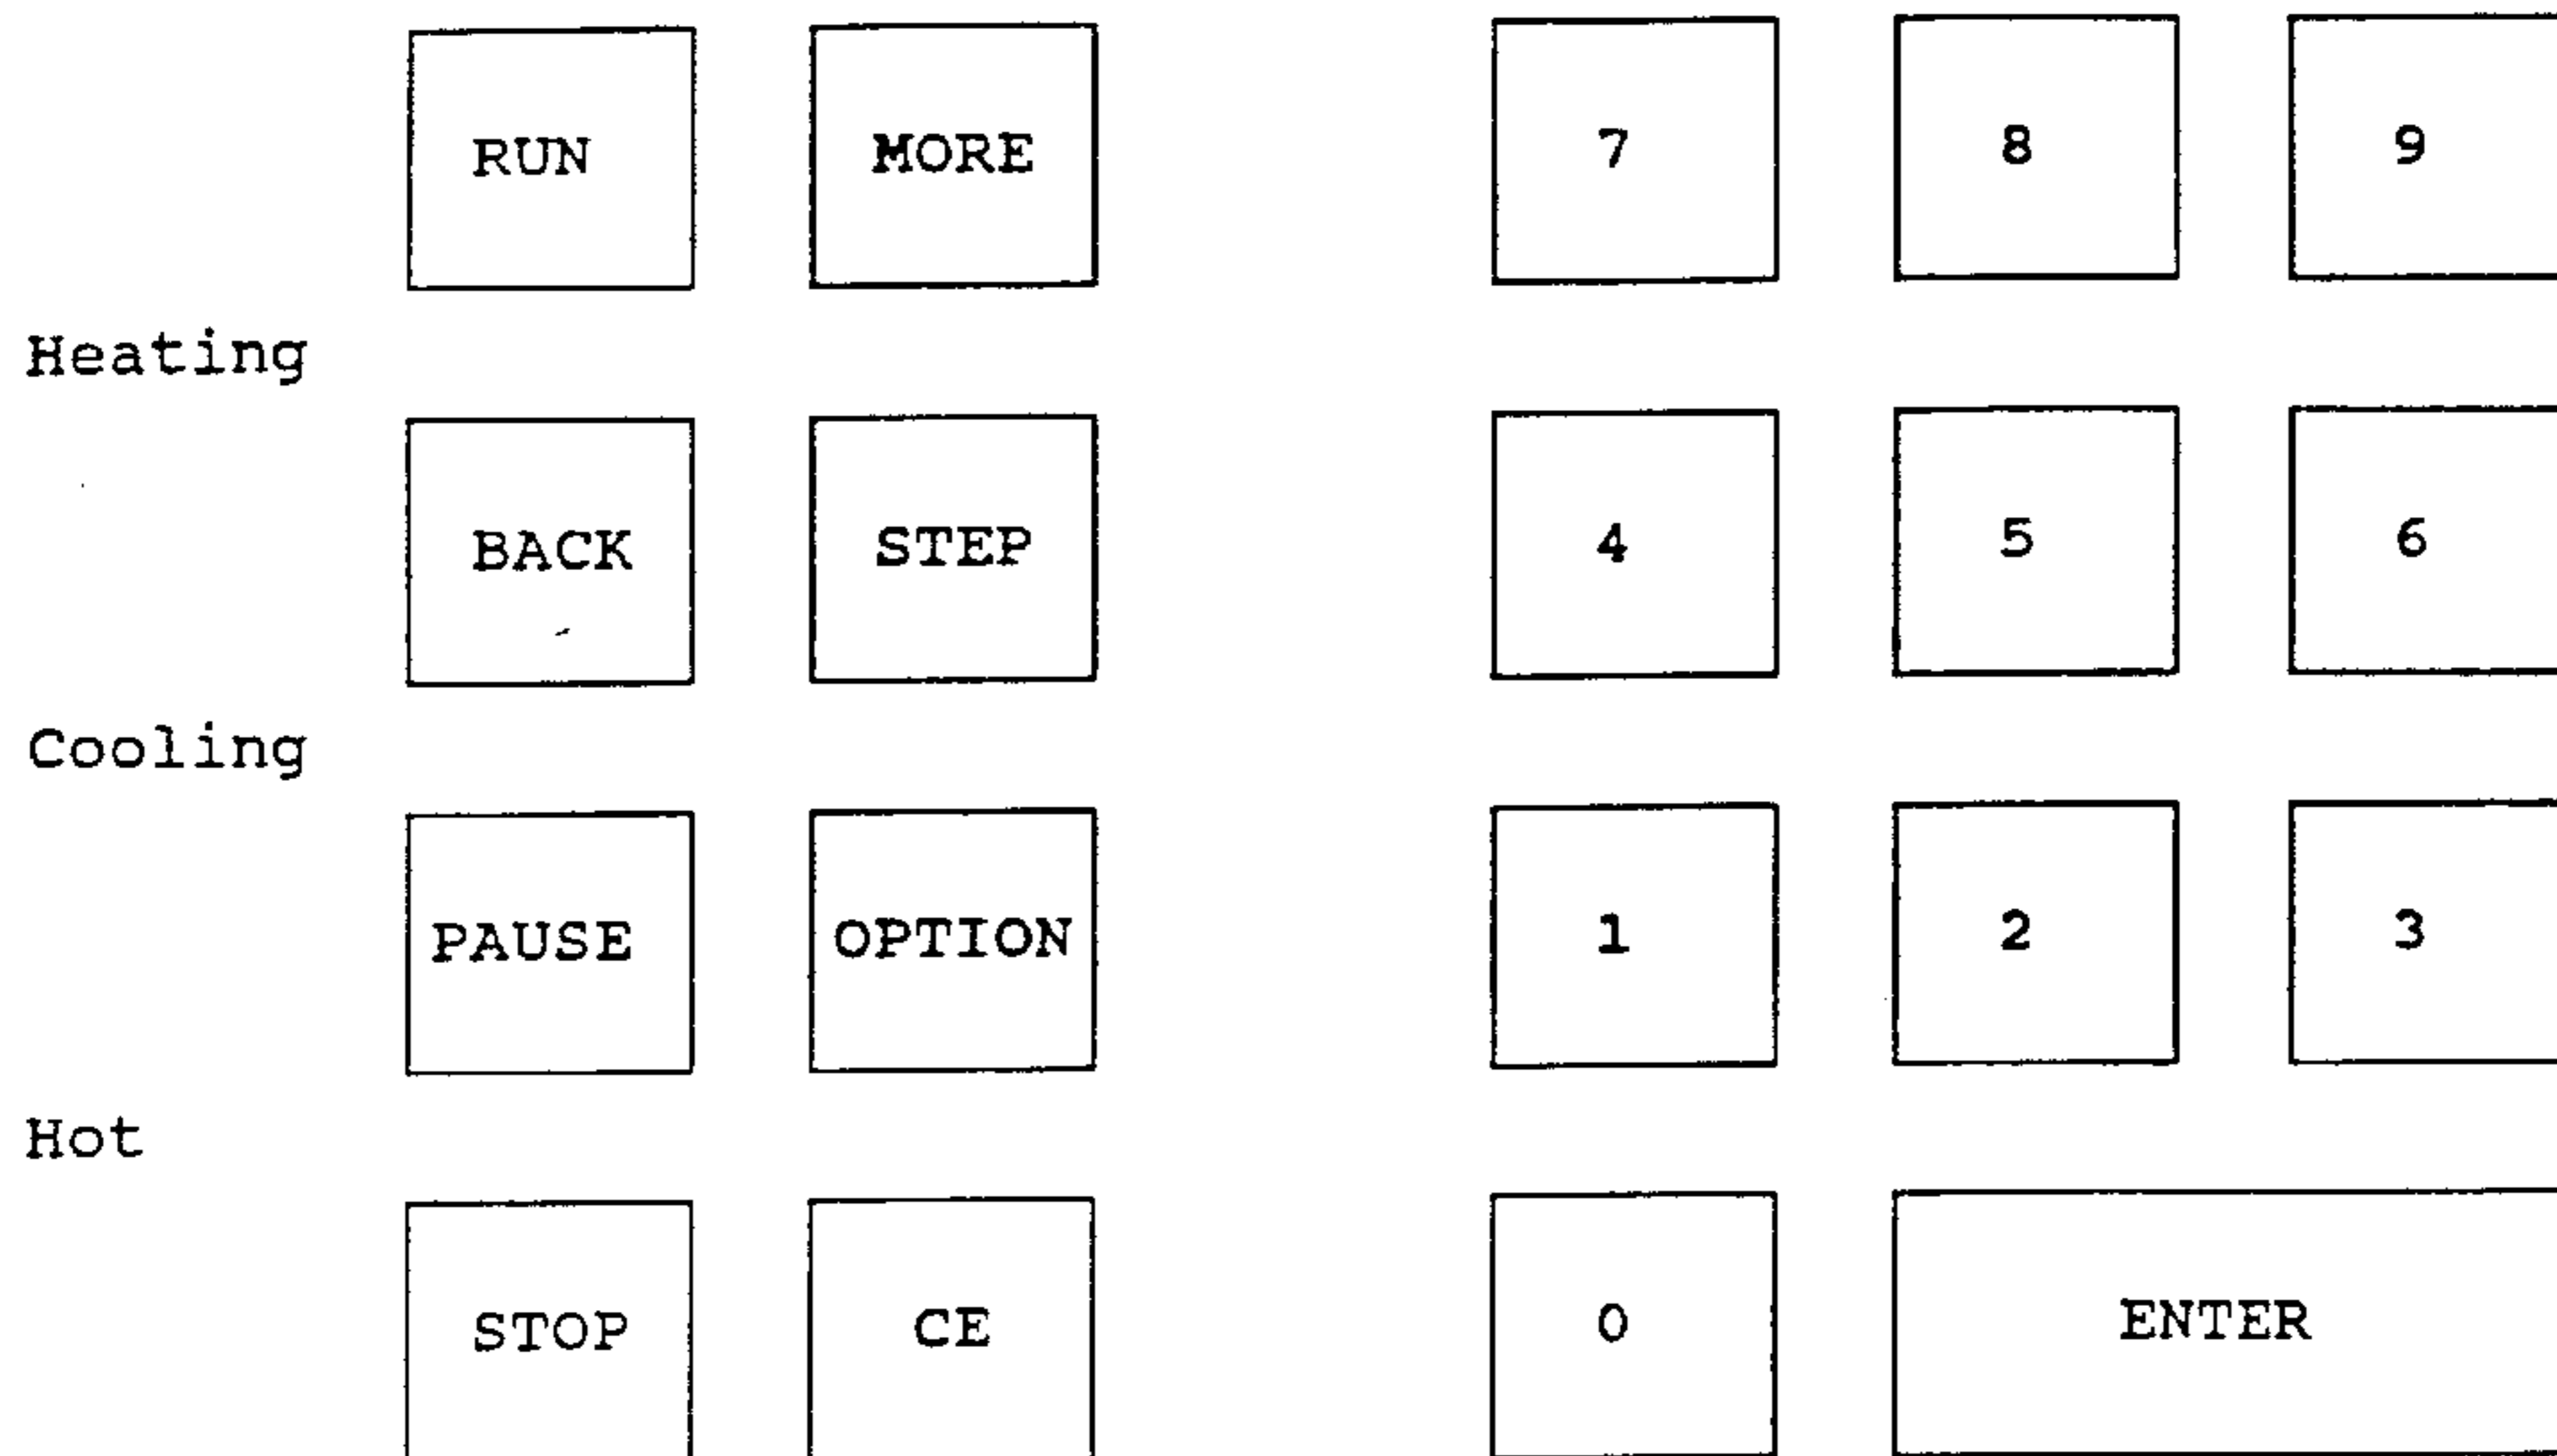 RUN MORE 7 8 9
Heating
BACK STEP 4 5 6
Cooling
PAUSE OPTION 1 2 3
Hot
STOP CE 0 ENTER